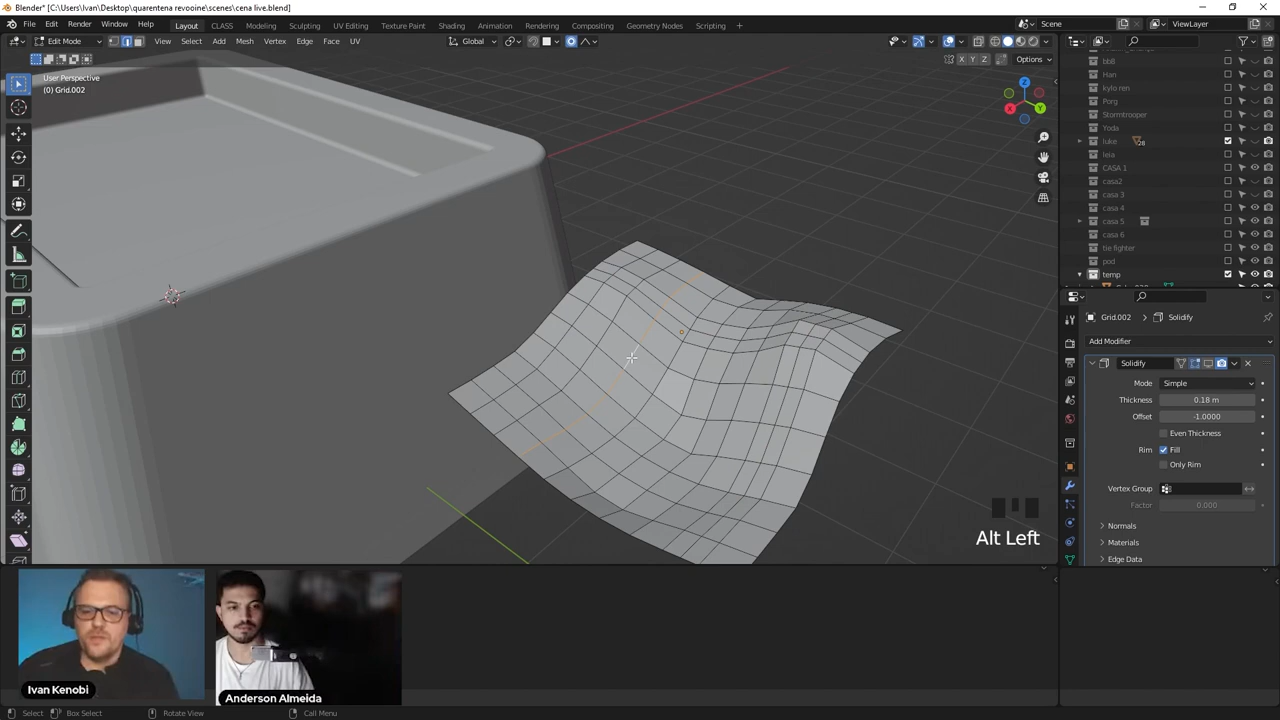 Blender* [C:\Users\Ivan\Desktop\quarentena revooine\scenes\cena live.blend]
File Edit Render Window Help Layout CLASS Modeling Sculpting UV Editing Texture Paint Shading Animation Rendering Compositing Geometry Nodes Scripting Scene ViewLayer
Edit Mode View Select Add Mesh Vertex Edge Face UV Global
X Y Z Options
User Perspective
(0) Grid.002
Z
X
Y
bb8
Han
kylo ren
Porg
Stormtrooper
Yoda
luke 28
leia
CASA 1
casa2
casa 3
casa 4
casa 5
casa 6
tie fighter
pod
temp
Grid.002 Solidify
Add Modifier
Solidify
Mode Simple
Thickness 0.18 m
Offset -1.0000
Even Thickness
Rim Fill
Only Rim
Vertex Group
Factor 0.000
Normals
Materials
Edge Data
Alt Left
Ivan Kenobi
Anderson Almeida
Select Box Select Rotate View Call Menu